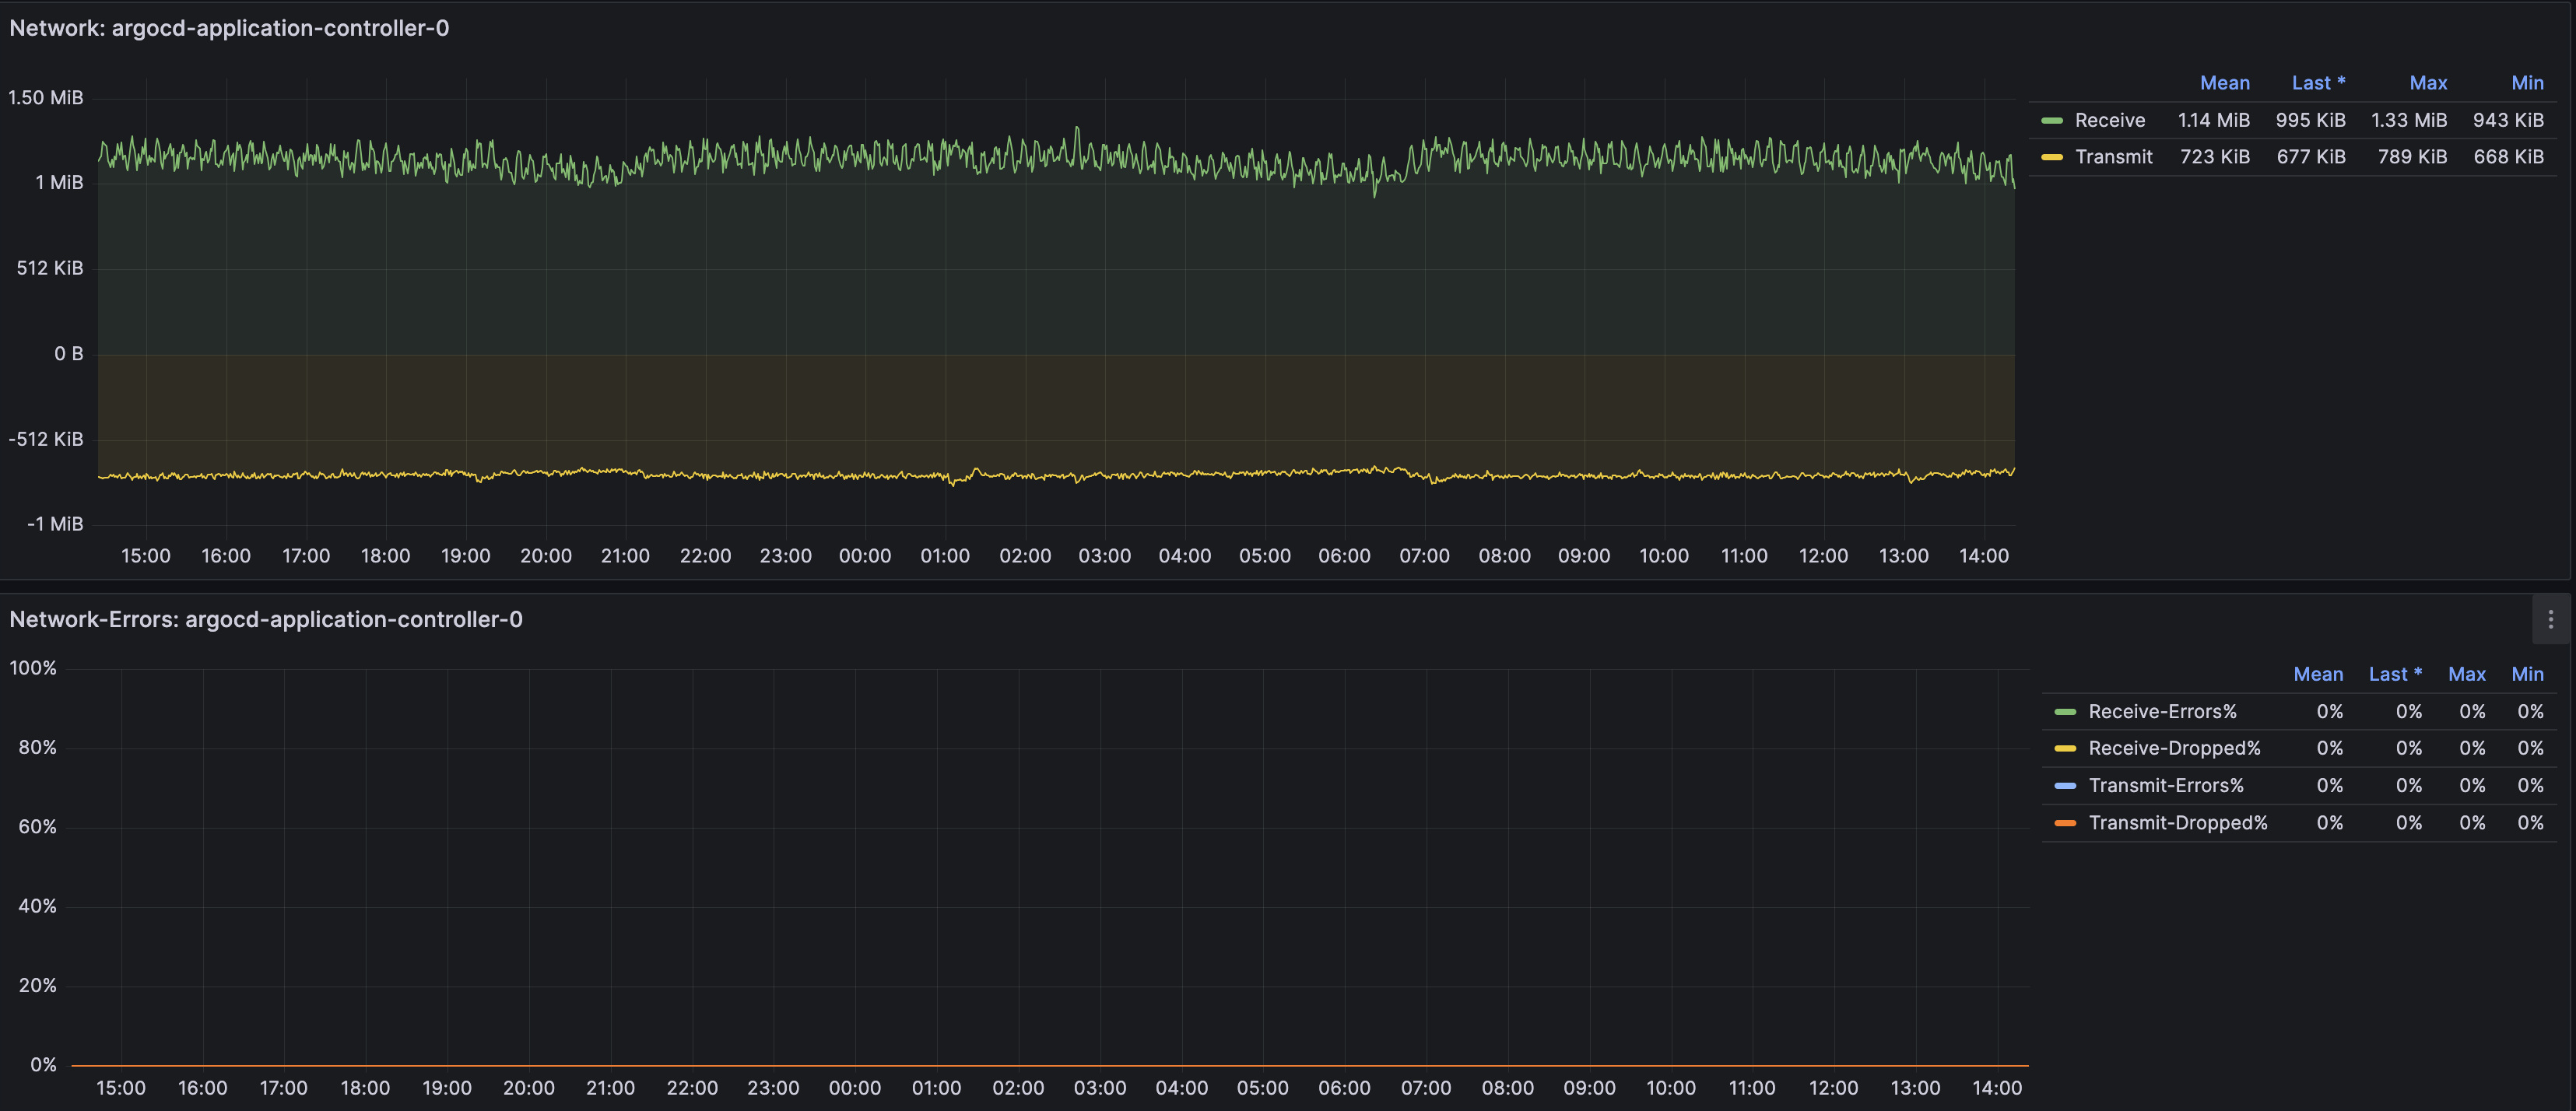 Network: argocd-application-controller-0
Mean Last * Max Min
Receive 1.14 MiB 995 KiB 1.33 MiB 943 KiB
Transmit 723 KiB 677 KiB 789 KiB 668 KiB
1.50 MiB
1 MiB
512 KiB
0 B
-512 KiB
-1 MiB
15:00 16:00 17:00 18:00 19:00 20:00 21:00 22:00 23:00 00:00 01:00 02:00 03:00 04:00 05:00 06:00 07:00 08:00 09:00 10:00 11:00 12:00 13:00 14:00
Network-Errors: argocd-application-controller-0
Mean Last * Max Min
Receive-Errors% 0% 0% 0% 0%
Receive-Dropped% 0% 0% 0% 0%
Transmit-Errors% 0% 0% 0% 0%
Transmit-Dropped% 0% 0% 0% 0%
100%
80%
60%
40%
20%
0%
15:00 16:00 17:00 18:00 19:00 20:00 21:00 22:00 23:00 00:00 01:00 02:00 03:00 04:00 05:00 06:00 07:00 08:00 09:00 10:00 11:00 12:00 13:00 14:00